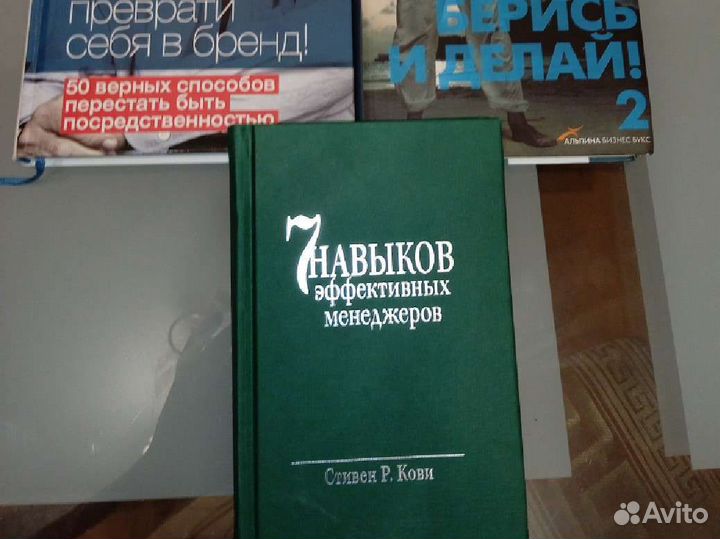 преврати
себя в бренд!
50 верных способов
перестать быть
посредственностью
БЕРИСЬ
И ДЕЛАЙ!
2
АЛЬПИНА БИЗНЕС БУКС
7 НАВЫКОВ
эффективных
менеджеров
Стивен Р. Кови
Avito